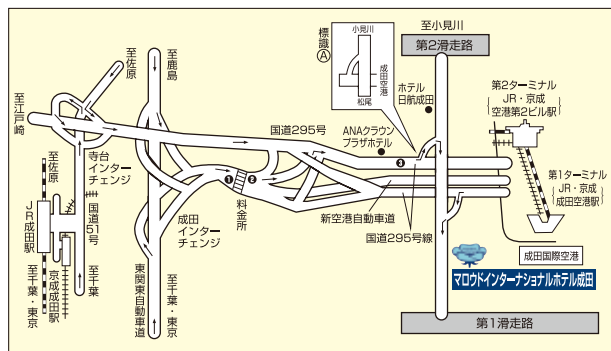 標識
Ⓐ
小見川
成田空港
松尾
至小見川
第2滑走路
至佐原
至鹿島
至江戸崎
国道295号
ホテル
日航成田
ANAクラウン
プラザホテル
第2ターミナル
JR・京成
空港第2ビル駅
第1ターミナル
JR・京成
成田空港駅
至佐原
寺台
インター
チェンジ
国道51号
JR成田駅
京成成田駅
至千葉・東京
至千葉
成田
インター
チェンジ
❶
❷
❸
料金所
新空港自動車道
国道295号線
東関東自動車道
至千葉・東京
成田国際空港
マロウドインターナショナルホテル成田
第1滑走路